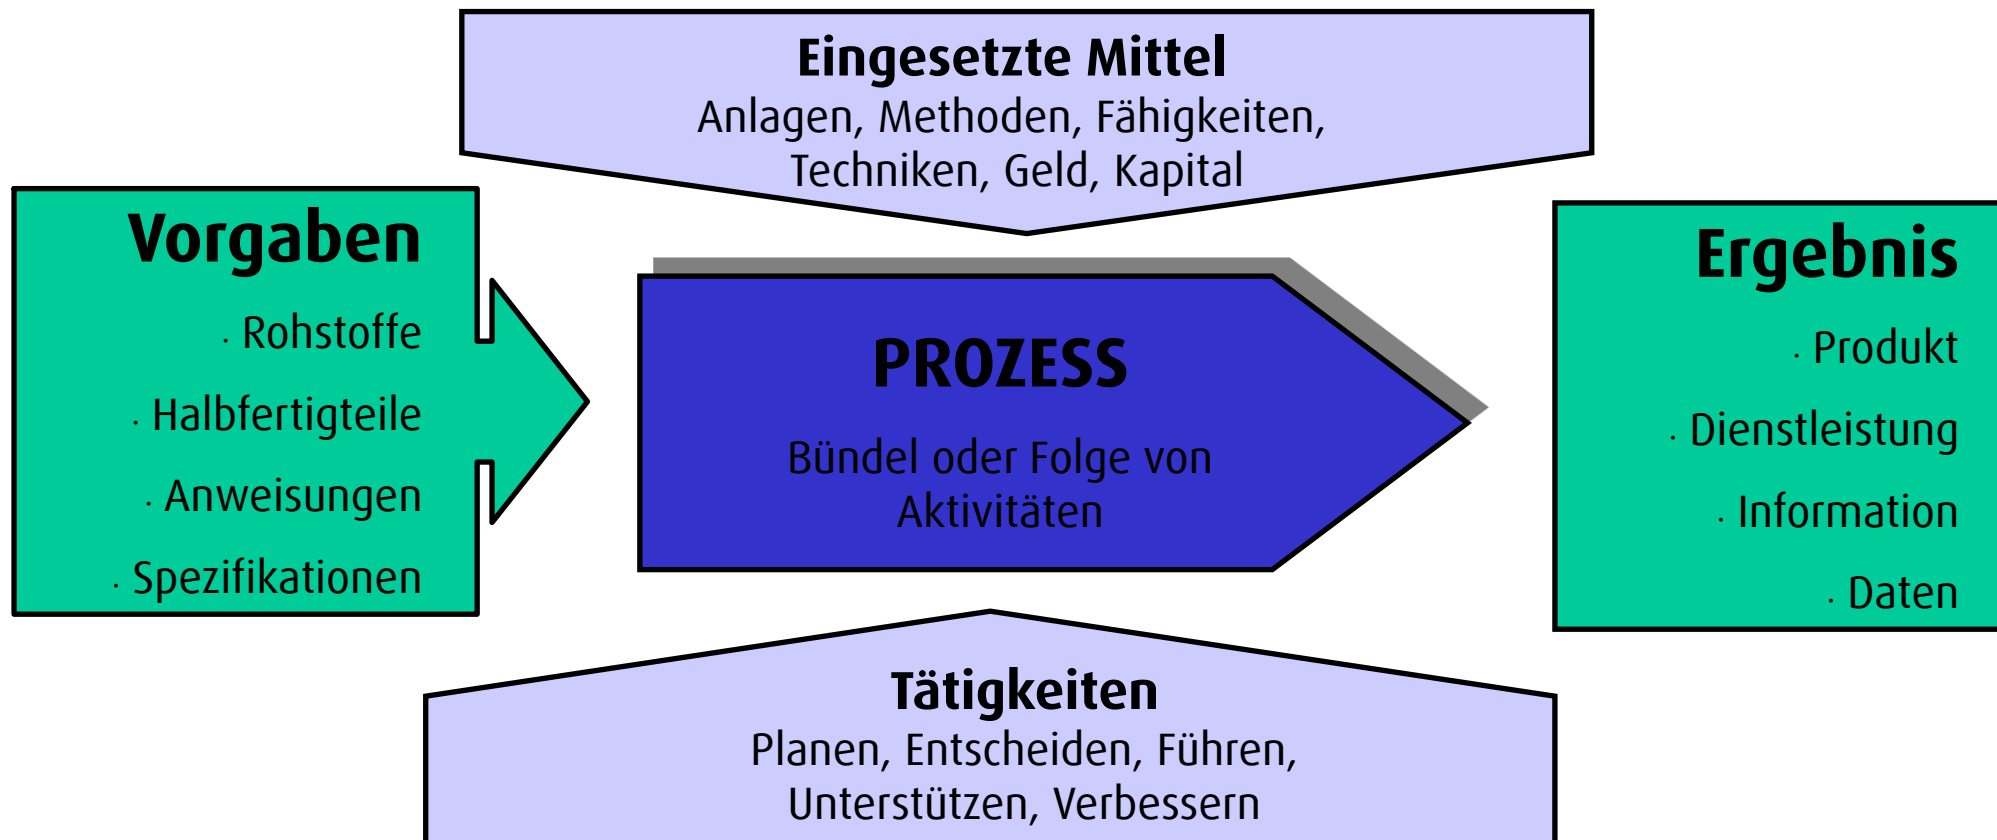 Eingesetzte Mittel
Anlagen, Methoden, Fähigkeiten,
Techniken, Geld, Kapital
Vorgaben
· Rohstoffe
· Halbfertigteile
· Anweisungen
· Spezifikationen
PROZESS
Bündel oder Folge von
Aktivitäten
Ergebnis
· Produkt
· Dienstleistung
· Information
· Daten
Tätigkeiten
Planen, Entscheiden, Führen,
Unterstützen, Verbessern